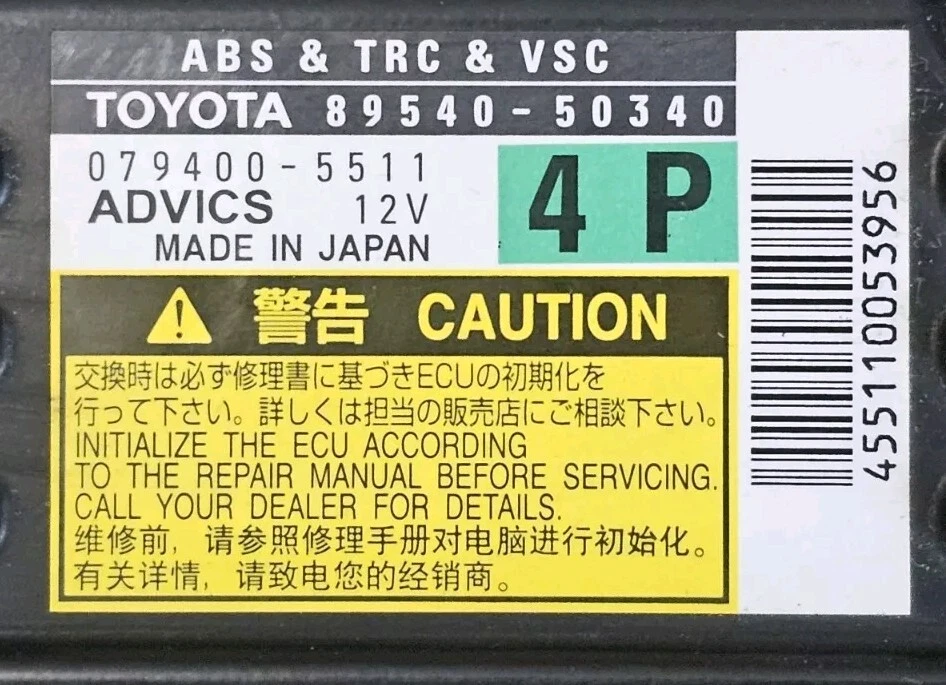 ABS & TRC & VSC
TOYOTA 89540-50340
079400-5511
ADVICS 12V
MADE IN JAPAN
4P
⚠ 警告 CAUTION
交換時は必ず修理書に基づきECUの初期化を
行って下さい。詳しくは担当の販売店にご相談下さい。
INITIALIZE THE ECU ACCORDING
TO THE REPAIR MANUAL BEFORE SERVICING.
CALL YOUR DEALER FOR DETAILS.
维修前, 请参照修理手册对电脑进行初始化。
有关详情, 请致电您的经销商。
455110053956